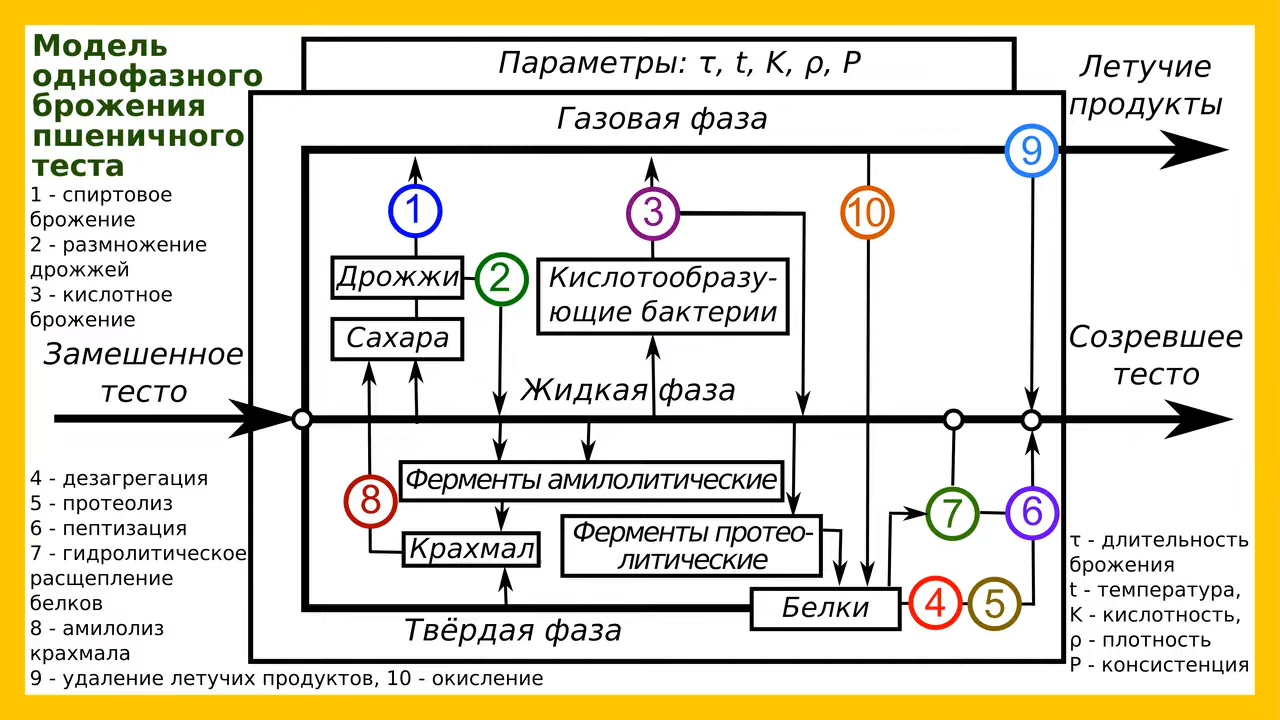 Модель
однофазного
брожения
пшеничного
теста
1 - спиртовое
брожение
2 - размножение
дрожжей
3 - кислотное
брожение
Замешенное
тесто
4 - дезагрегация
5 - протеолиз
6 - пептизация
7 - гидролитическое
расщепление
белков
8 - амилолиз
крахмала
9 - удаление летучих продуктов, 10 - окисление
Параметры: τ, t, K, ρ, P
Газовая фаза
9
1
3
10
Дрожжи
2
Кислотообразу-
ющие бактерии
Сахара
Жидкая фаза
Ферменты амилолитические
8
Ферменты протео-
литические
Крахмал
7
6
Белки
4
5
Твёрдая фаза
Летучие
продукты
Созревшее
тесто
τ - длительность
брожения
t - температура,
K - кислотность,
ρ - плотность
P - консистенция